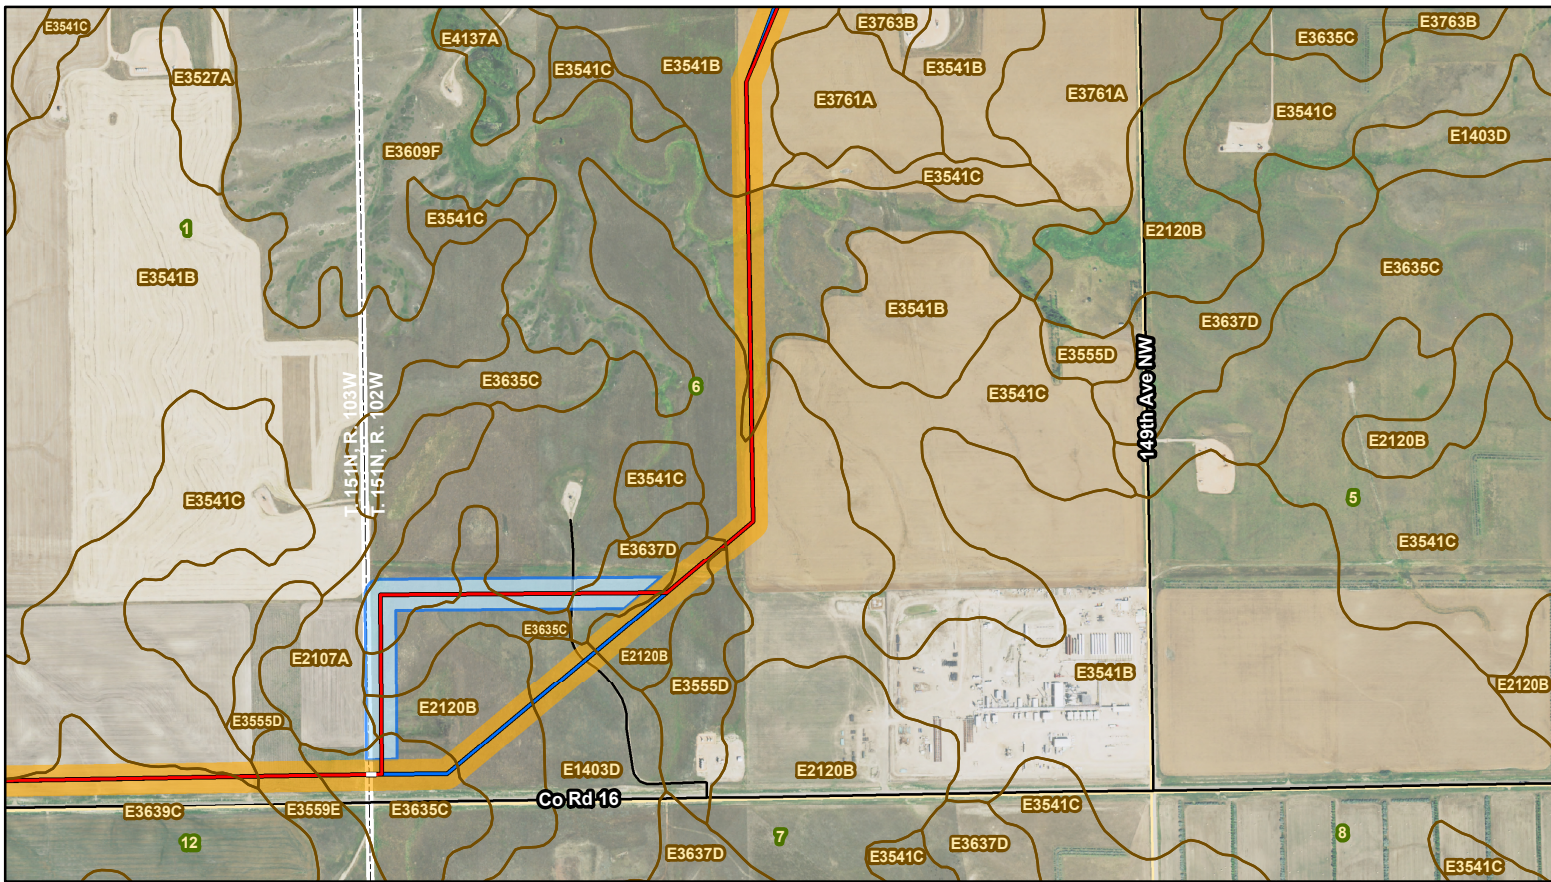 E3541C
E4137A
E3763B
E3635C
E3763B
E3527A
E3541C
E3541B
E3541B
E3761A
E3761A
E3541C
E1403D
E3609F
E3541C
E3541C
1
E2120B
E3541B
E3635C
E3541B
E3637D
E3555D
E3635C
6
E3541C
T. 151N, R. 103W
T. 151N, R. 102W
149th Ave NW
E2120B
E3541C
E3541C
5
E3637D
E3541C
E3635C
E2107A
E2120B
E3555D
E3541B
E2120B
E2120B
E3555D
E1403D
E2120B
Co Rd 16
E3639C
E3559E
E3635C
E3541C
12
7
8
E3637D
E3541C
E3637D
E3541C